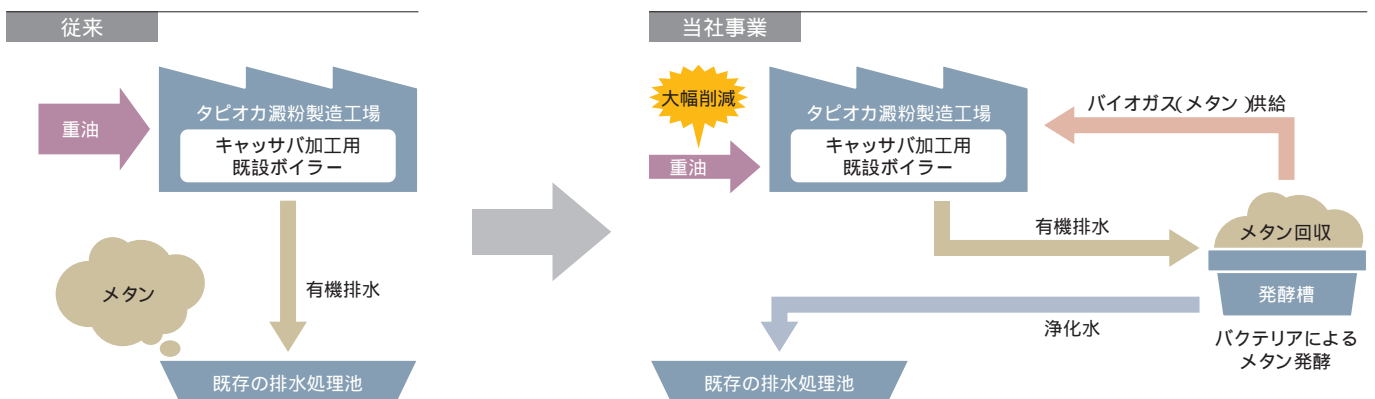 従来
重油
タピオカ澱粉製造工場
キャッサバ加工用
既設ボイラー
メタン
有機排水
既存の排水処理池
当社事業
大幅削減
重油
タピオカ澱粉製造工場
キャッサバ加工用
既設ボイラー
バイオガス(メタン)供給
有機排水
メタン回収
発酵槽
バクテリアによる
メタン発酵
浄化水
既存の排水処理池